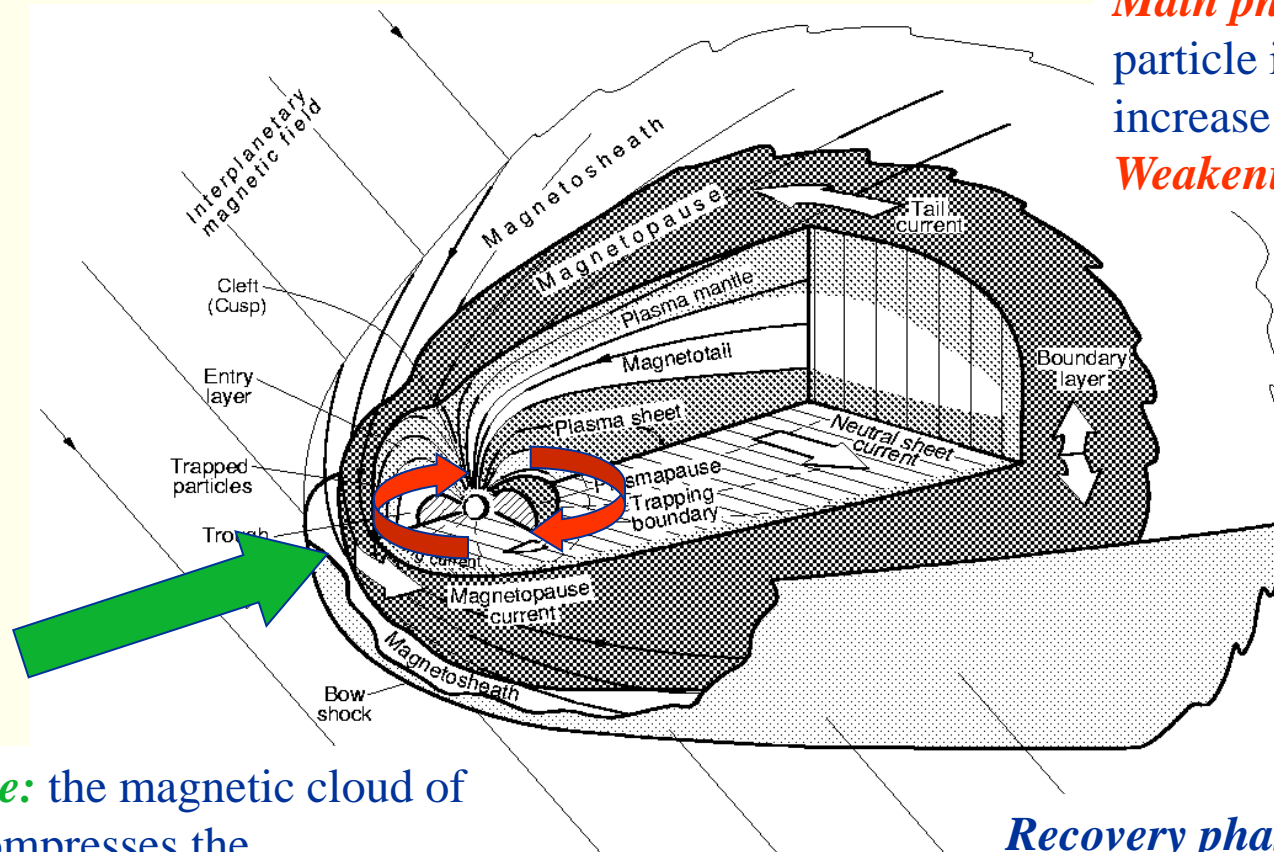 Main
particle
increase
Interplanetary
magnetic field
Magnetosheath
Magnetopause
Tail
current
Cleft
(Cusp)
Plasma mantle
Magnetotail
Boundary
layer
Entry
layer
Plasma sheet
Neutral sheet
current
Trapped
particles
Trapping
boundary
current
Magnetopause
current
Magnetosheath
Bow
shock
the magnetic cloud of
the
Recovery